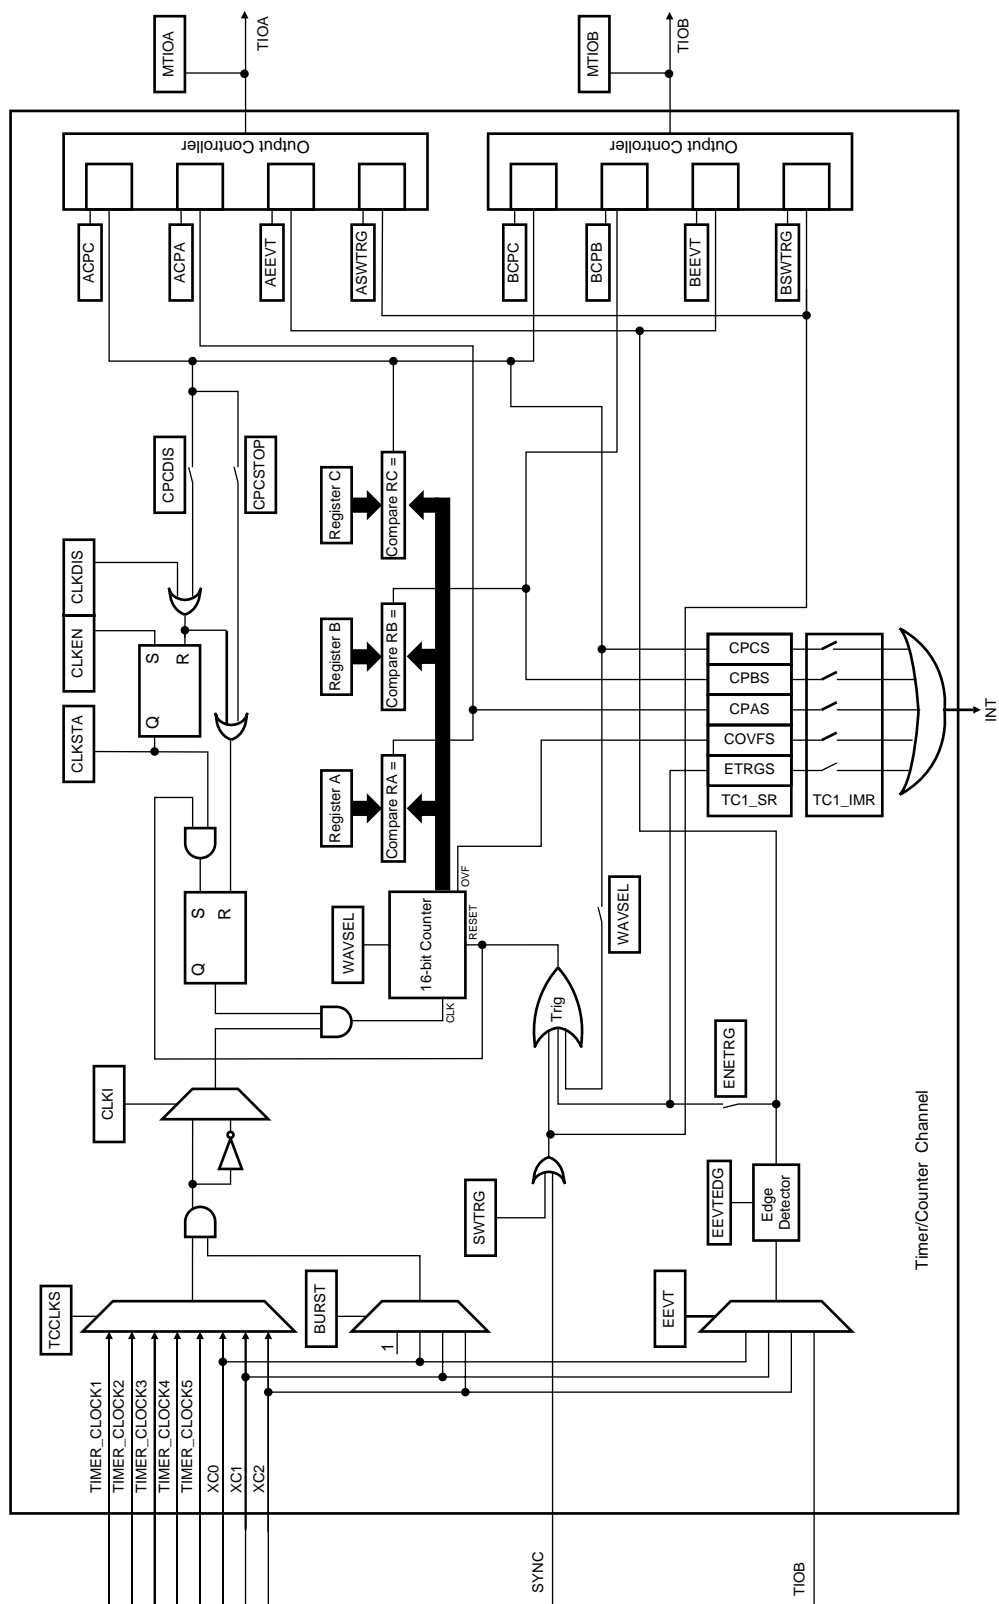 MTIOA
TIOA
MTIOB
TIOB
Output Controller
Output Controller
ACPC
ACPA
AEEVT
ASWTRG
BCPC
BCPB
BEEVT
BSWTRG
CPCDIS
CPCSTOP
CLKDIS
CLKEN
CLKSTA
S
R
Q
Register C
Compare RC =
Register B
Compare RB =
Register A
Compare RA =
CPCS
CPBS
CPAS
COVFS
ETRGS
TC1_SR
TC1_IMR
INT
S
R
Q
WAVSEL
16-bit Counter
OVF
RESET
CLK
WAVSEL
Trig
CLKI
ENETRG
SWTRG
EEVTEDG
Edge
Detector
Timer/Counter Channel
TCCLKS
BURST
1
EEVT
TIMER_CLOCK1
TIMER_CLOCK2
TIMER_CLOCK3
TIMER_CLOCK4
TIMER_CLOCK5
XC0
XC1
XC2
SYNC
TIOB